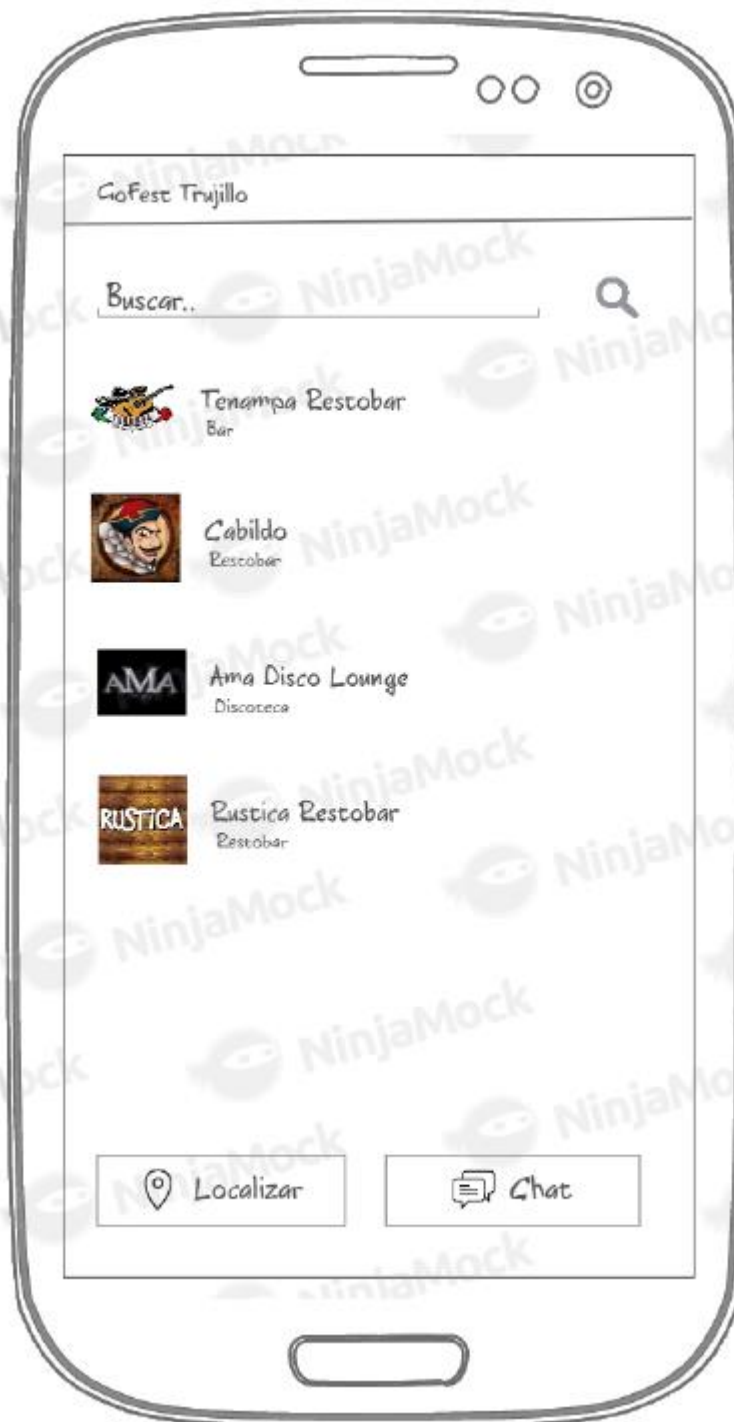 GoFest Trujillo
Buscar..
Tenampa Restobar
Bar
Cabildo
Restobar
AMA
Ama Disco Lounge
Discoteca
RUSTICA
Rustica Restobar
Restobar
Localizar
Chat
NinjaMock